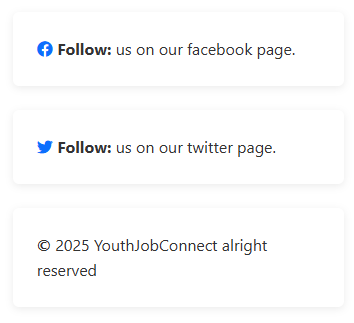 Follow: us on our facebook page.
Follow: us on our twitter page.
© 2025 YouthJobConnect alright
reserved